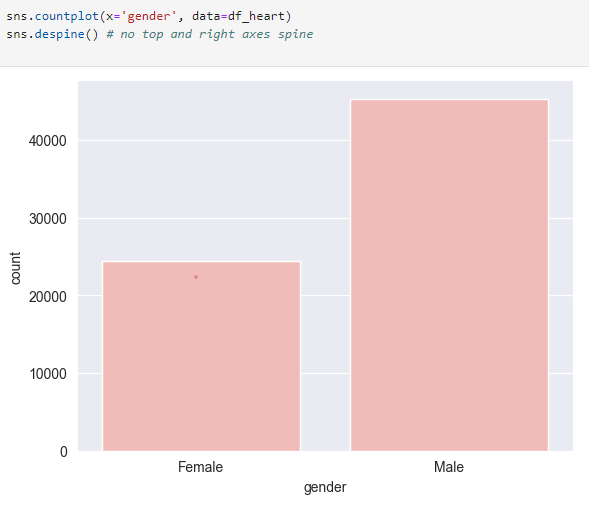 sns.countplot(x='gender', data=df_heart)
sns.despine() # no top and right axes spine
40000
30000
20000
10000
0
count
Female Male
gender